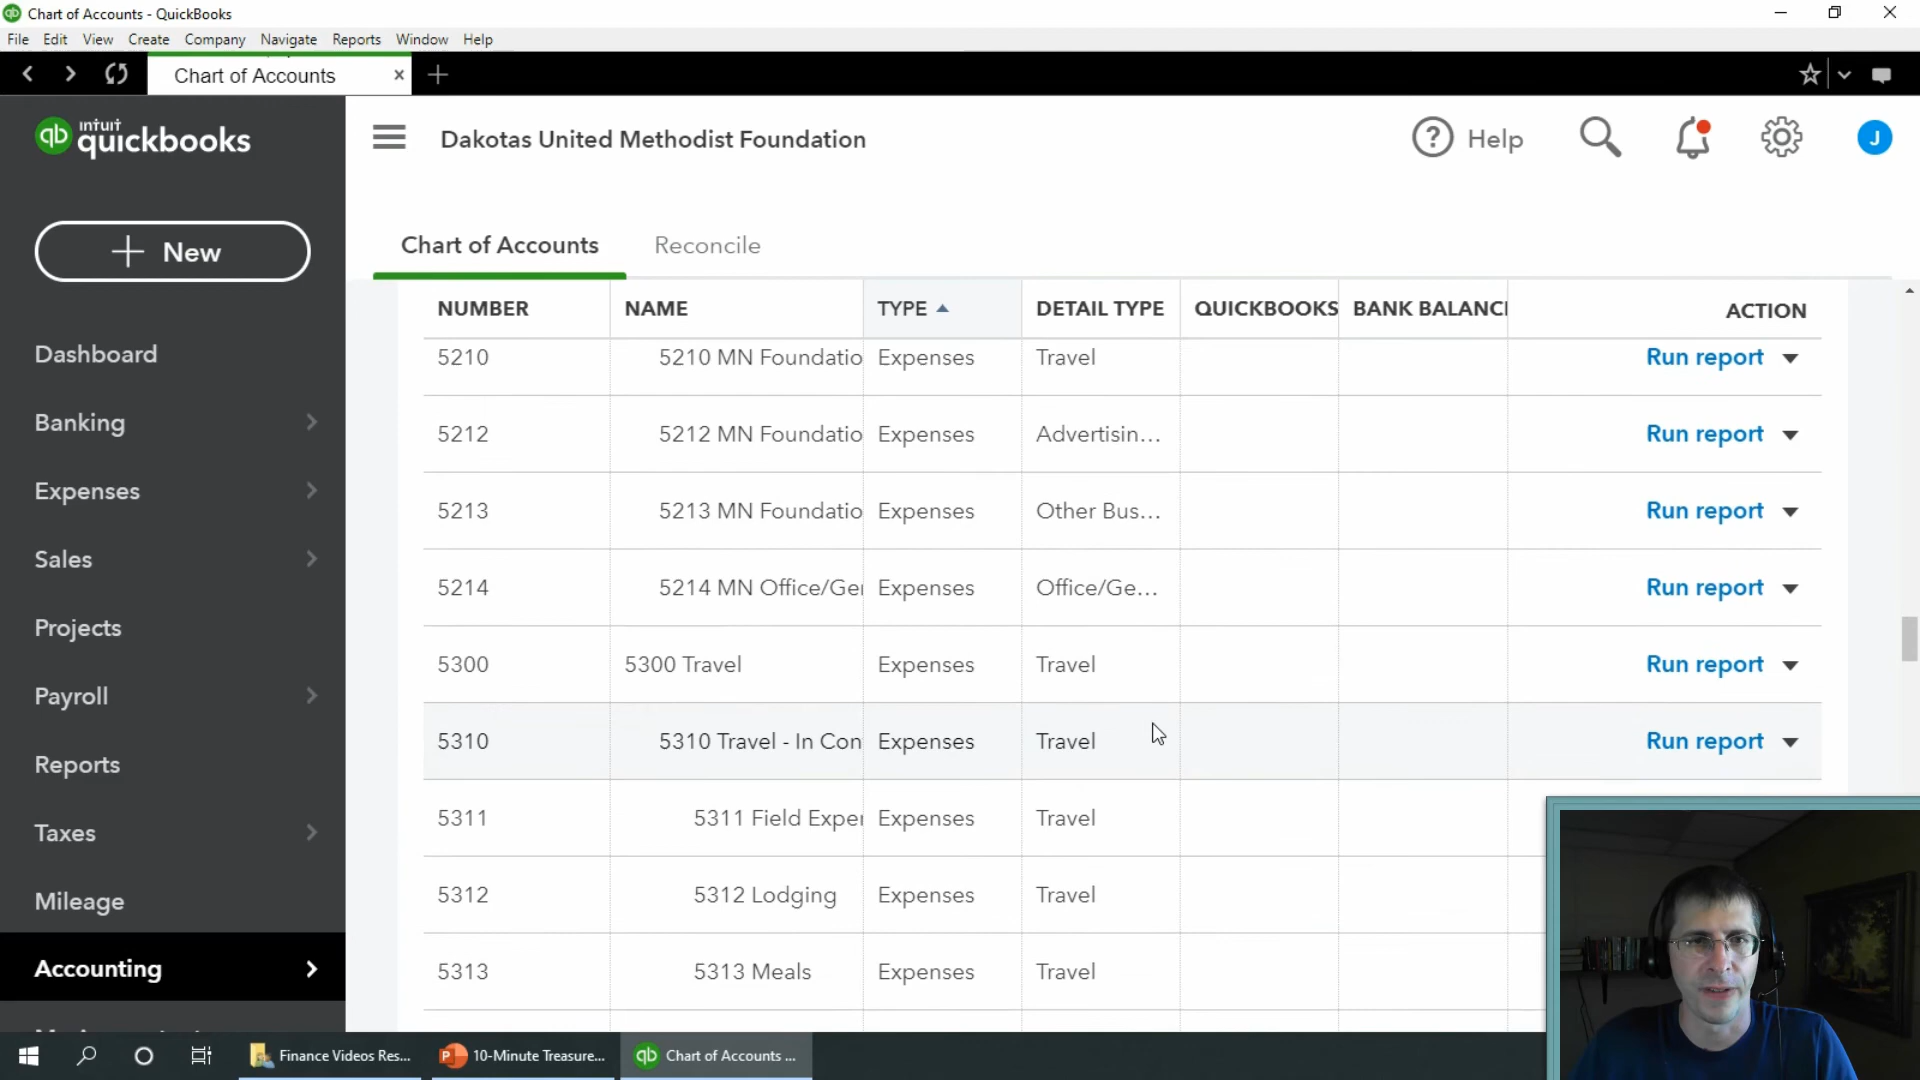 Chart of Accounts - QuickBooks
File Edit View Create Company Navigate Reports Window Help
Chart of Accounts
intuit
quickbooks
qb
Dakotas United Methodist Foundation
Help
J
New
Chart of Accounts Reconcile
NUMBER NAME TYPE DETAIL TYPE QUICKBOOKS BANK BALANC ACTION
5210 5210 MN Foundatio Expenses Travel Run report
5212 5212 MN Foundatio Expenses Advertisin... Run report
5213 5213 MN Foundatio Expenses Other Bus... Run report
5214 5214 MN Office/Ge Expenses Office/Ge... Run report
5300 5300 Travel Expenses Travel Run report
5310 5310 Travel - In Con Expenses Travel Run report
5311 5311 Field Exper Expenses Travel
5312 5312 Lodging Expenses Travel
5313 5313 Meals Expenses Travel
Dashboard
Banking
Expenses
Sales
Projects
Payroll
Reports
Taxes
Mileage
Accounting
Finance Videos Res... 10-Minute Treasure... Chart of Accounts ...